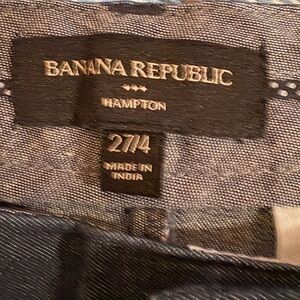 BANANA REPUBLIC
HAMPTON
27/4
MADE IN
INDIA